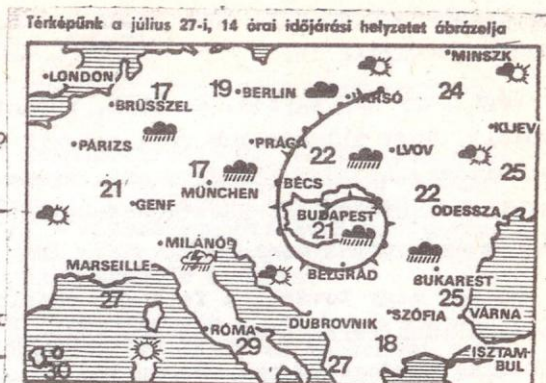 Térképünk a július 27-i, 14 órai időjárási helyzetet ábrázolja
•MINSZK
•LONDON
17 19 •BERLIN •VARSÓ 24
•BRÜSSZEL
•KIJEV
•PÁRIZS •PRÁGA 22 •LVOV
17 25
21 MÜNCHEN BÉCS 22
•GENF BUDAPEST ODESSZA
21
•MILÁNÓ
MARSEILLE BELGRÁD BUKAREST
27 25
DUBROVNIK •SZÓFIA VÁRNA
•RÓMA
29 18
27 ISZTAM-
30 BUL